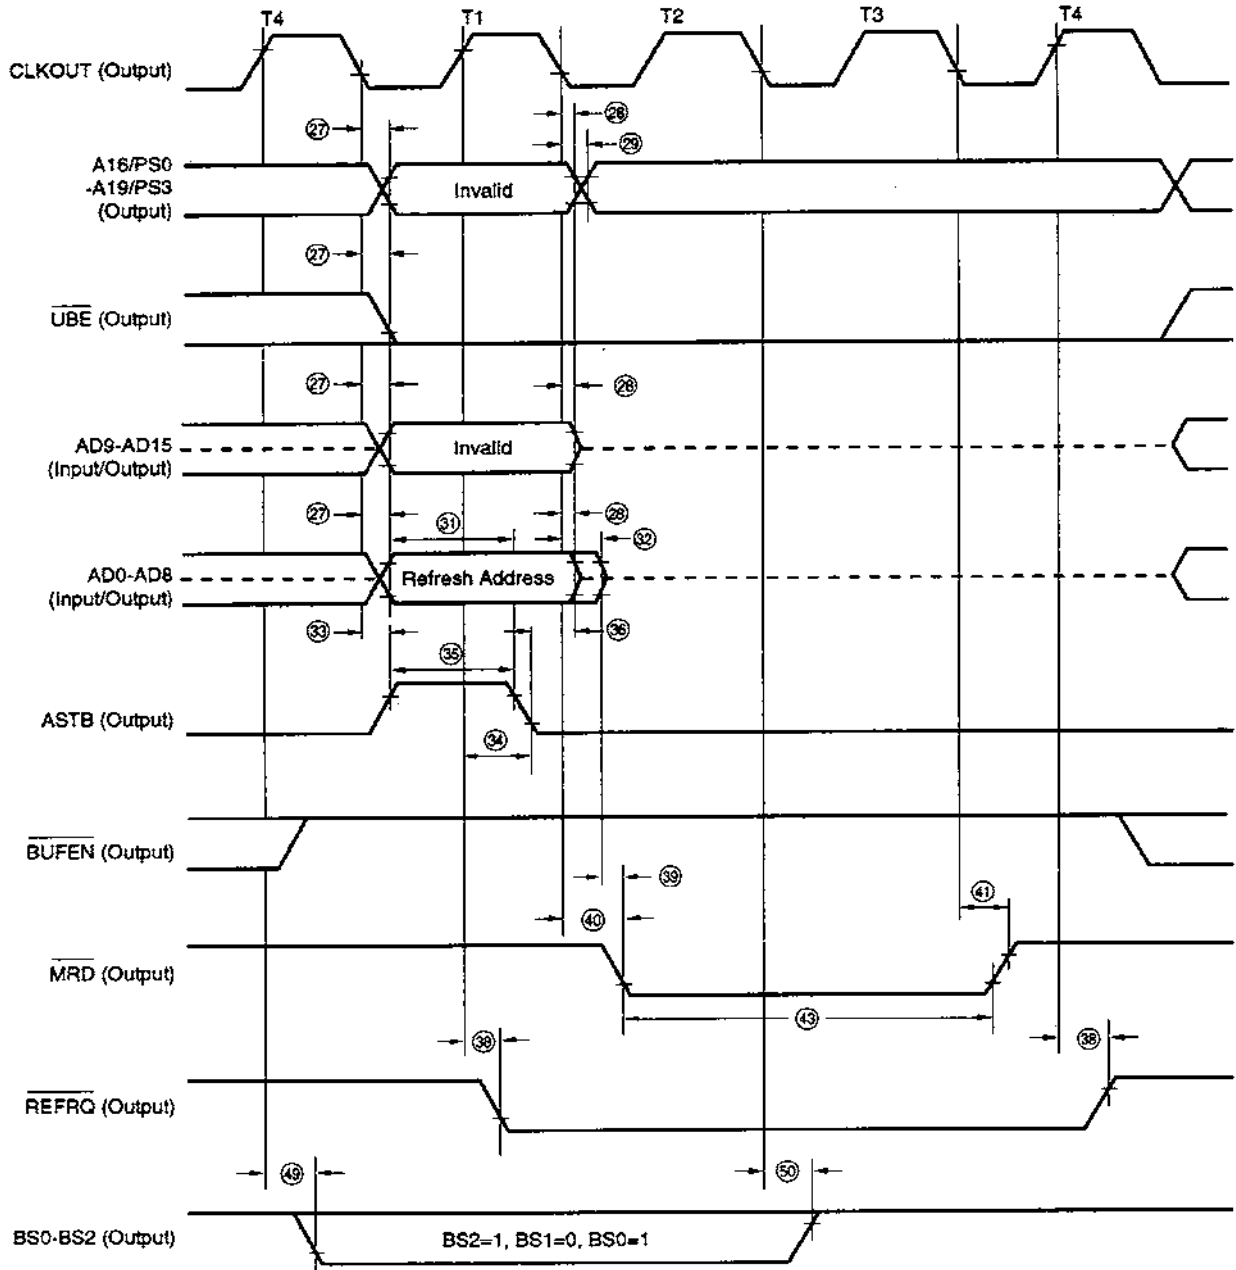 T4 T1 T2 T3 T4
CLKOUT (Output)
28
27
29
A16/PS0
-A19/PS3
(Output)
Invalid
27
UBE (Output)
27 28
AD9-AD15
(Input/Output)
Invalid
27 31 28
32
AD0-AD8
(Input/Output)
Refresh Address
33 36
35
ASTB (Output)
34
BUFEN (Output)
39
41
40
MRD (Output)
43
38 38
REFRQ (Output)
49 50
BS0-BS2 (Output)
BS2=1, BS1=0, BS0=1